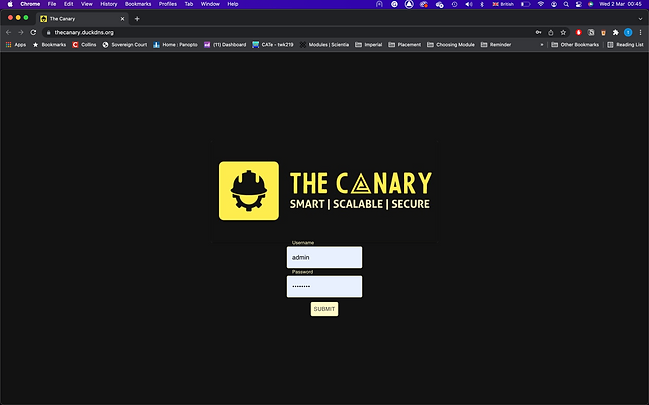 Chrome File Edit View History Bookmarks Profiles Tab Window Help British Wed 2 Mar 00:45
The Canary
thecanary.duckdns.org
Apps Bookmarks Collins Sovereign Court Home | Panopto (11) Dashboard CATe - twk219 Modules | Scientia Imperial Placement Choosing Module Reminder » Other Bookmarks Reading List
THE CANARY
SMART | SCALABLE | SECURE
Username
admin
Password
••••••••
SUBMIT